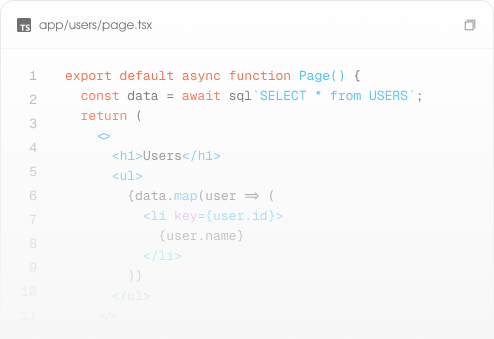 TS app/users/page.tsx
1 export default async function Page() {
2 const data = await sql`SELECT * from USERS`;
3 return (
4 <>
5 <h1>Users</h1>
6 <ul>
7 {data.map(user => (
8 <li key={user.id}>
9 {user.name}
10 </li>
11 ))}
</ul>
</>